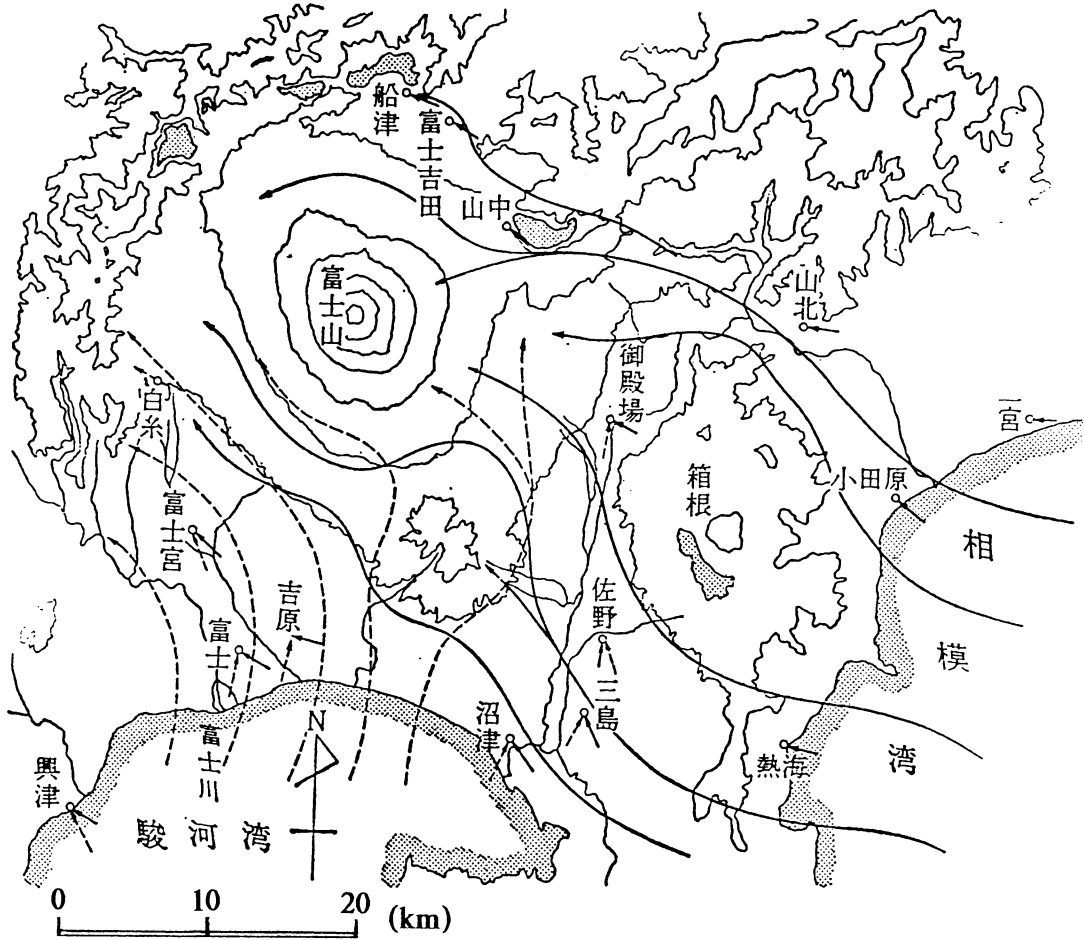 船津
富士吉田
山中
富士山
山北
御殿場
二宮
白糸
箱根
小田原
富士宮
相模湾
吉原
佐野
富士
三島
沼津
熱海
富士川
N
興津
駿河湾
0 10 20 (km)